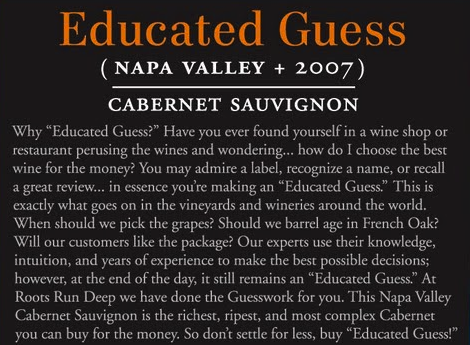 Educated Guess
( NAPA VALLEY + 2007 )
CABERNET SAUVIGNON
Why “Educated Guess?” Have you ever found yourself in a wine shop or
restaurant perusing the wines and wondering... how do I choose the best
wine for the money? You may admire a label, recognize a name, or recall
a great review... in essence you’re making an “Educated Guess.” This is
exactly what goes on in the vineyards and wineries around the world.
When should we pick the grapes? Should we barrel age in French Oak?
Will our customers like the package? Our experts use their knowledge,
intuition, and years of experience to make the best possible decisions;
however, at the end of the day, it still remains an “Educated Guess.” At
Roots Run Deep we have done the Guesswork for you. This Napa Valley
Cabernet Sauvignon is the richest, ripest, and most complex Cabernet
you can buy for the money. So don’t settle for less, buy “Educated Guess!”